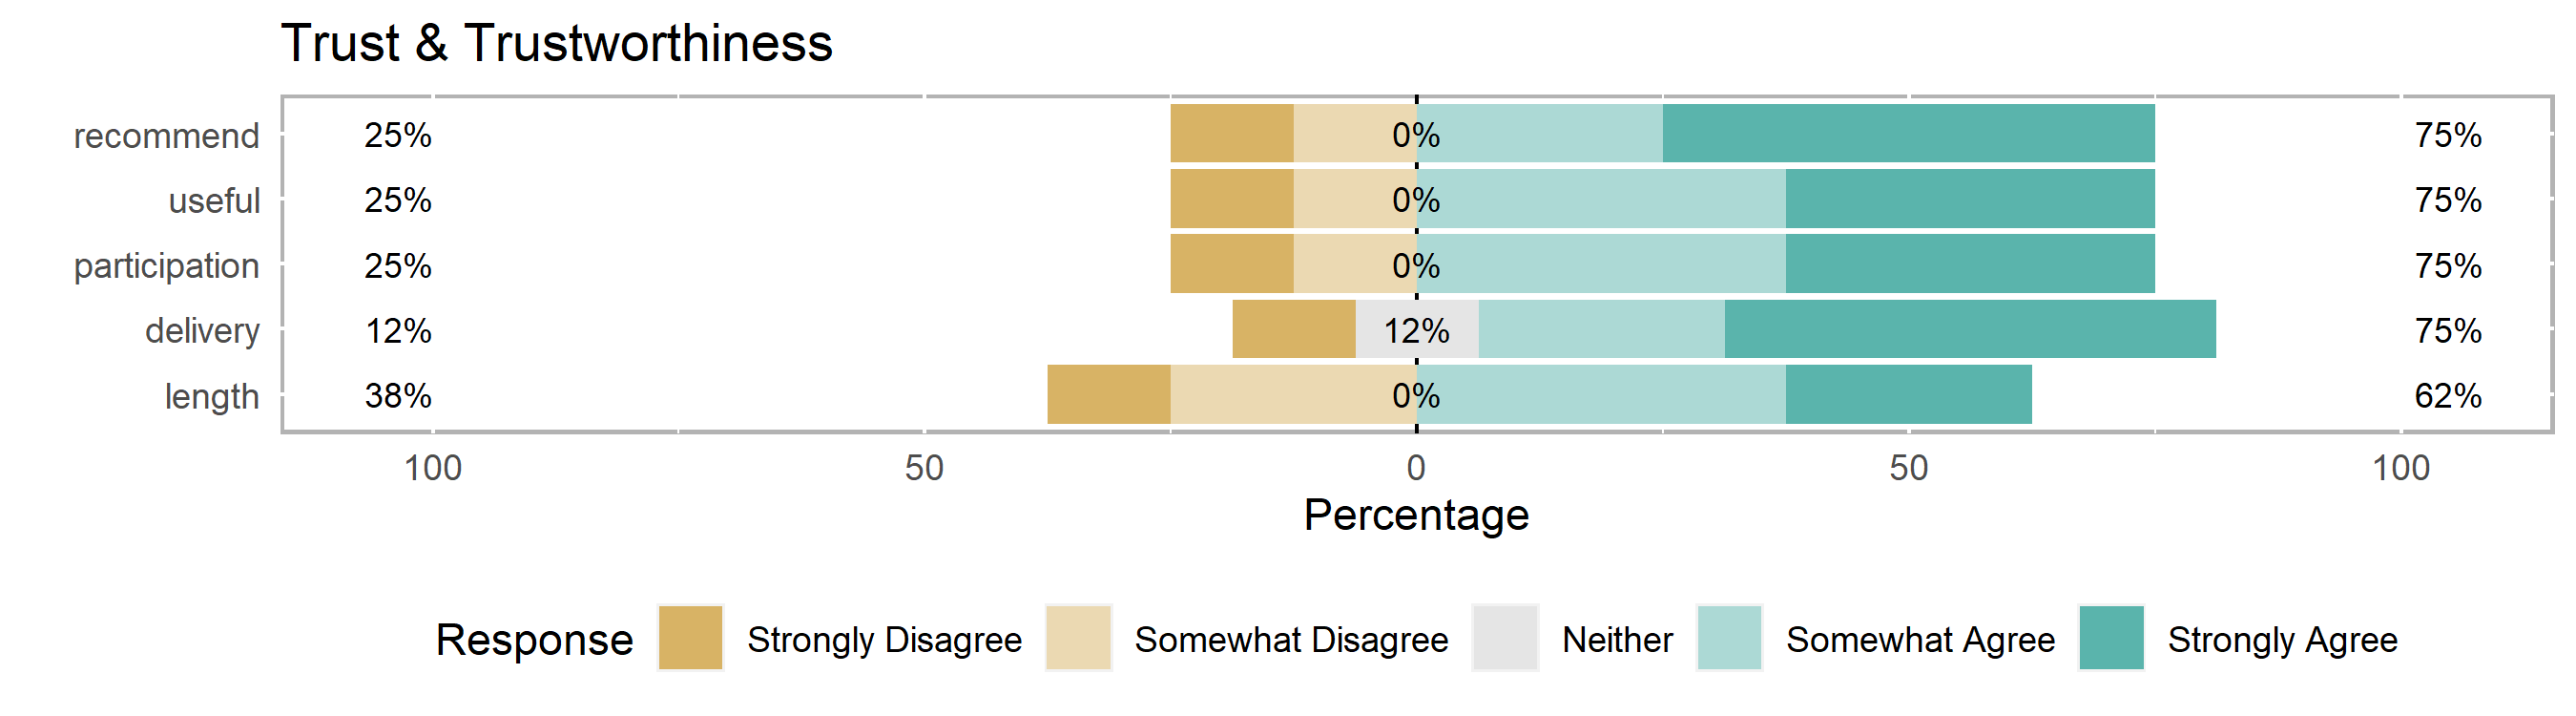 Trust & Trustworthiness
recommend 25% 0% 75%
useful 25% 0% 75%
participation 25% 0% 75%
delivery 12% 12% 75%
length 38% 0% 62%
100 50 0 50 100
Percentage
Response Strongly Disagree Somewhat Disagree Neither Somewhat Agree Strongly Agree